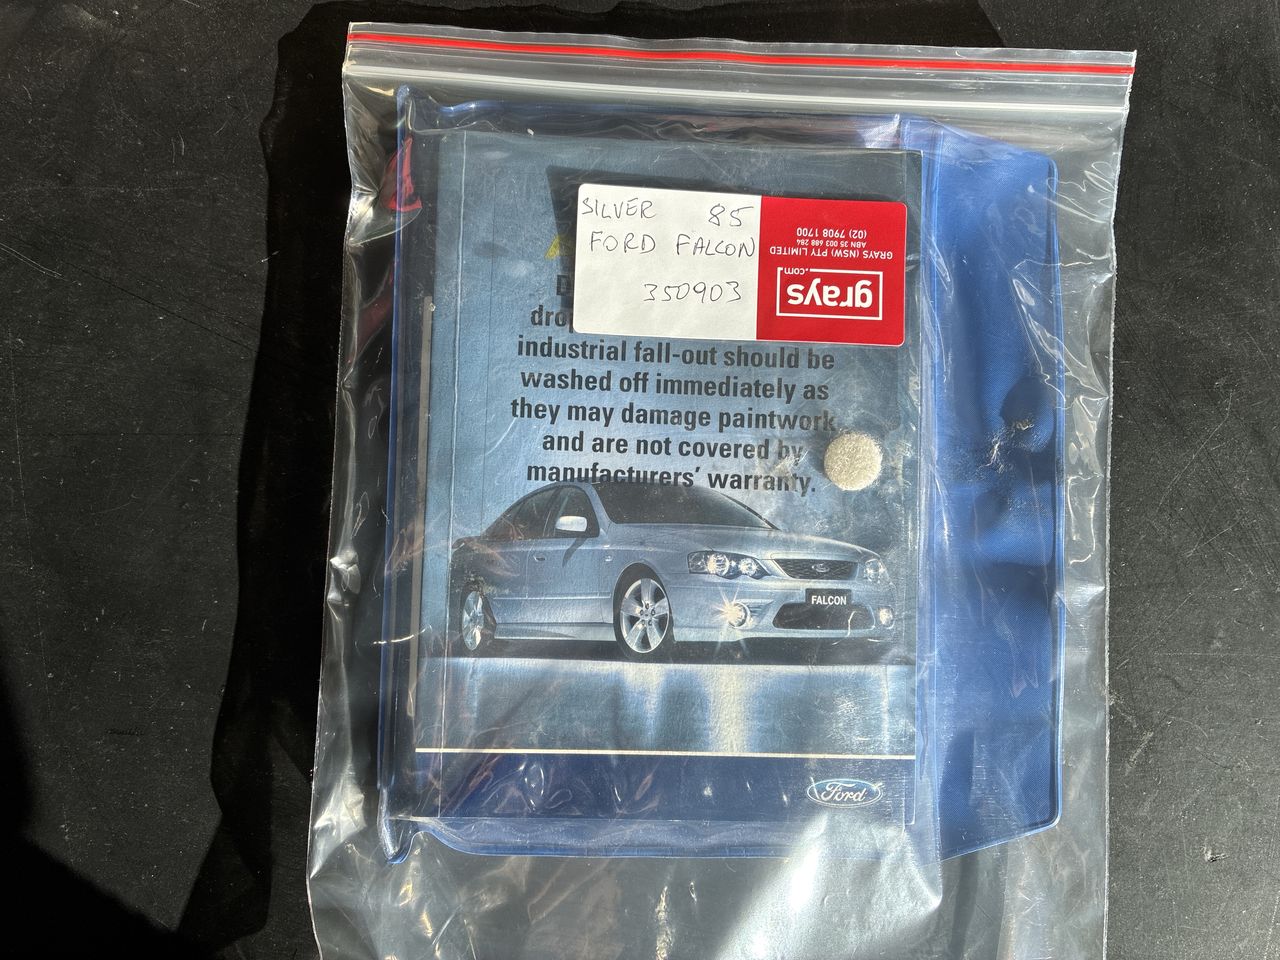 SILVER 85
FORD FALCON
350903
grays
.com
GRAYS (NSW) PTY LIMITED
ABN 35 003 688 284
(02) 7908 1700
industrial fall-out should be
washed off immediately as
they may damage paintwork
and are not covered by
manufacturers' warranty.
FALCON
Ford